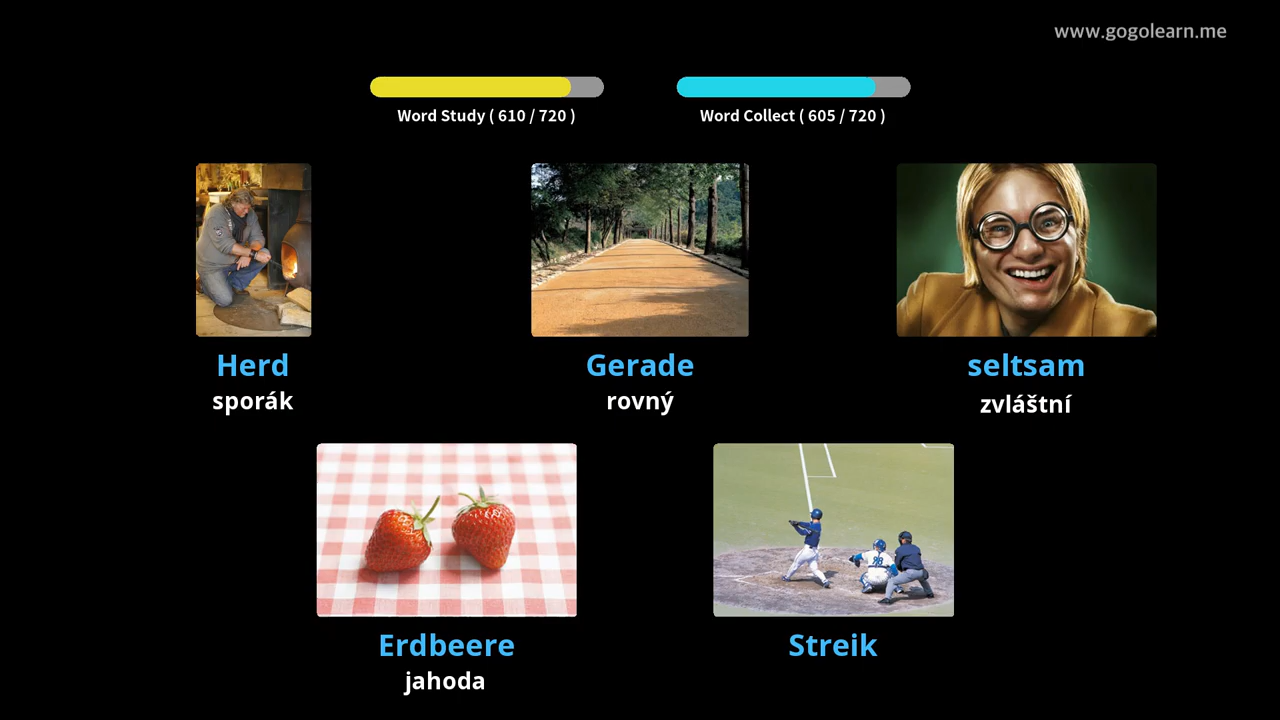 www.gogolearn.me
Word Study ( 610 / 720 )
Word Collect ( 605 / 720 )
Herd
sporák
Gerade
rovný
seltsam
zvláštní
Erdbeere
jahoda
Streik